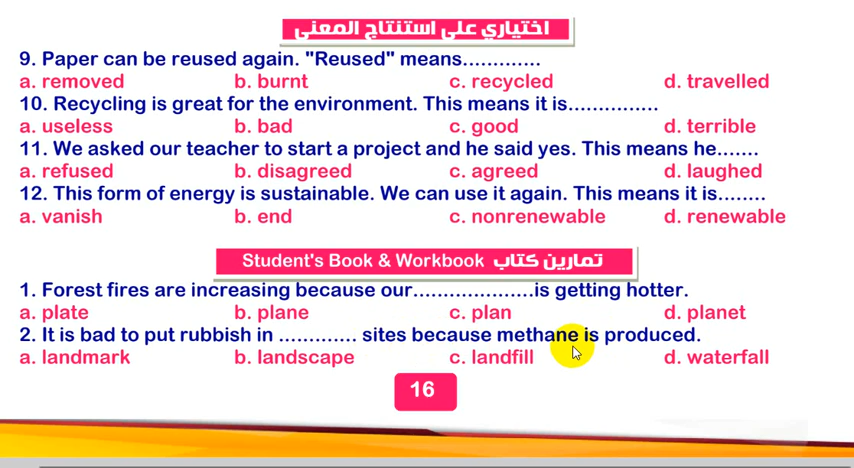 اختياري على استنتاج المعنى
9. Paper can be reused again. "Reused" means.............
a. removed b. burnt c. recycled d. travelled
10. Recycling is great for the environment. This means it is...............
a. useless b. bad c. good d. terrible
11. We asked our teacher to start a project and he said yes. This means he.......
a. refused b. disagreed c. agreed d. laughed
12. This form of energy is sustainable. We can use it again. This means it is........
a. vanish b. end c. nonrenewable d. renewable
تمارين كتاب Student's Book & Workbook
1. Forest fires are increasing because our.....................is getting hotter.
a. plate b. plane c. plan d. planet
2. It is bad to put rubbish in ............. sites because methane is produced.
a. landmark b. landscape c. landfill d. waterfall
16